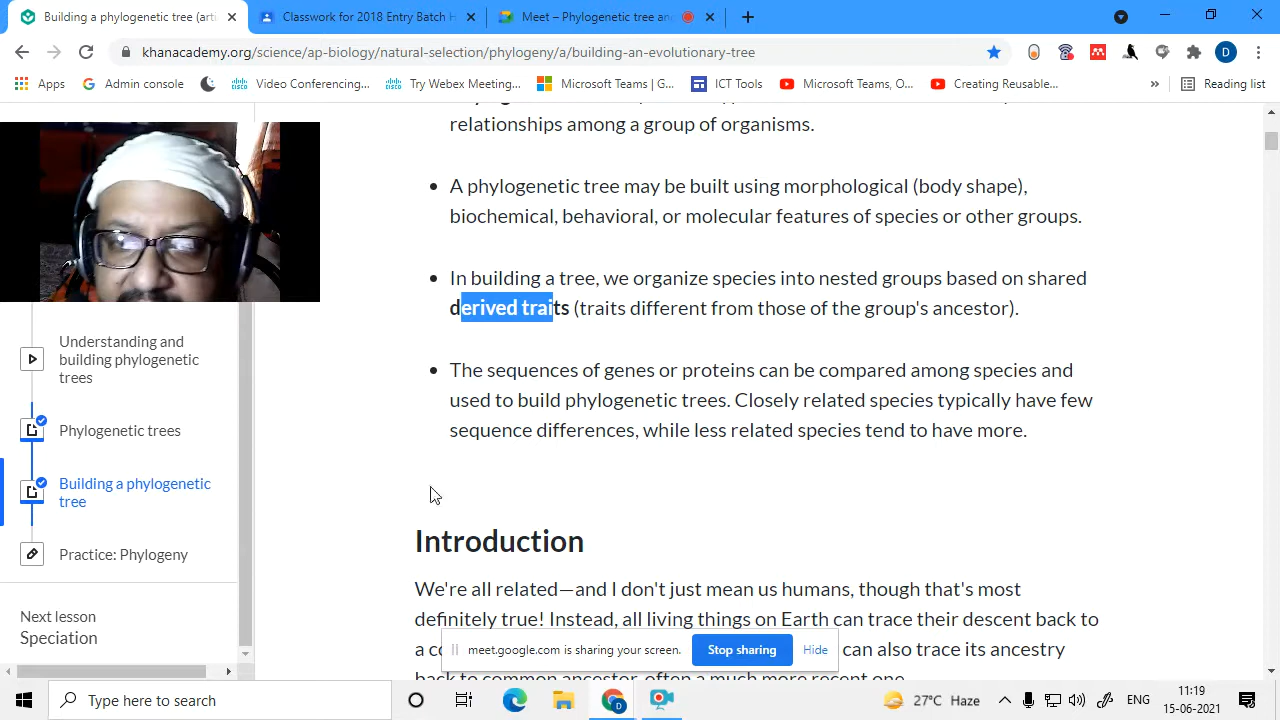 Building a phylogenetic tree (arti
Classwork for 2018 Entry Batch H
Meet – Phylogenetic tree an
khanacademy.org/science/ap-biology/natural-selection/phylogeny/a/building-an-evolutionary-tree
D
Apps
Admin console
Video Conferencing...
Try Webex Meeting...
Microsoft Teams | G...
ICT Tools
Microsoft Teams, O...
Creating Reusable...
»
Reading list
relationships among a group of organisms.
• A phylogenetic tree may be built using morphological (body shape),
biochemical, behavioral, or molecular features of species or other groups.
• In building a tree, we organize species into nested groups based on shared
derived traits (traits different from those of the group's ancestor).
• The sequences of genes or proteins can be compared among species and
used to build phylogenetic trees. Closely related species typically have few
sequence differences, while less related species tend to have more.
Introduction
We're all related—and I don't just mean us humans, though that's most
definitely true! Instead, all living things on Earth can trace their descent back to
a co
can also trace its ancestry
back to common ancestor, often a much more recent one.
Understanding and
building phylogenetic
trees
Phylogenetic trees
Building a phylogenetic
tree
Practice: Phylogeny
Next lesson
Speciation
meet.google.com is sharing your screen.
Stop sharing
Hide
Type here to search
27°C Haze
ENG
11:19
15-06-2021